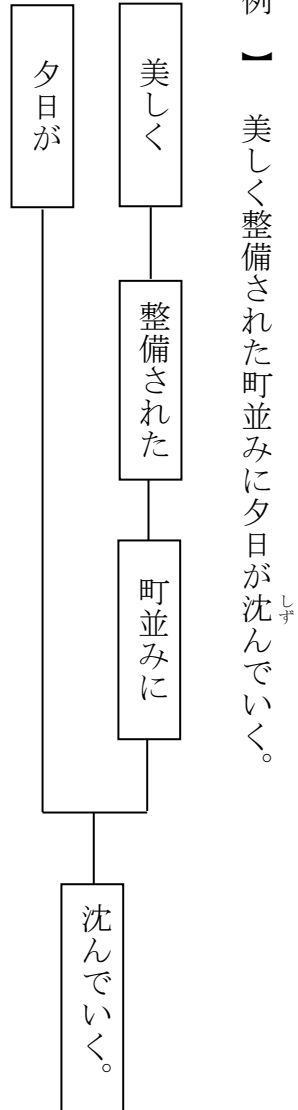 例 】 美しく整備された町並みに夕日が沈んでいく。
しず
美しく
整備された
町並みに
夕日が
沈んでいく。